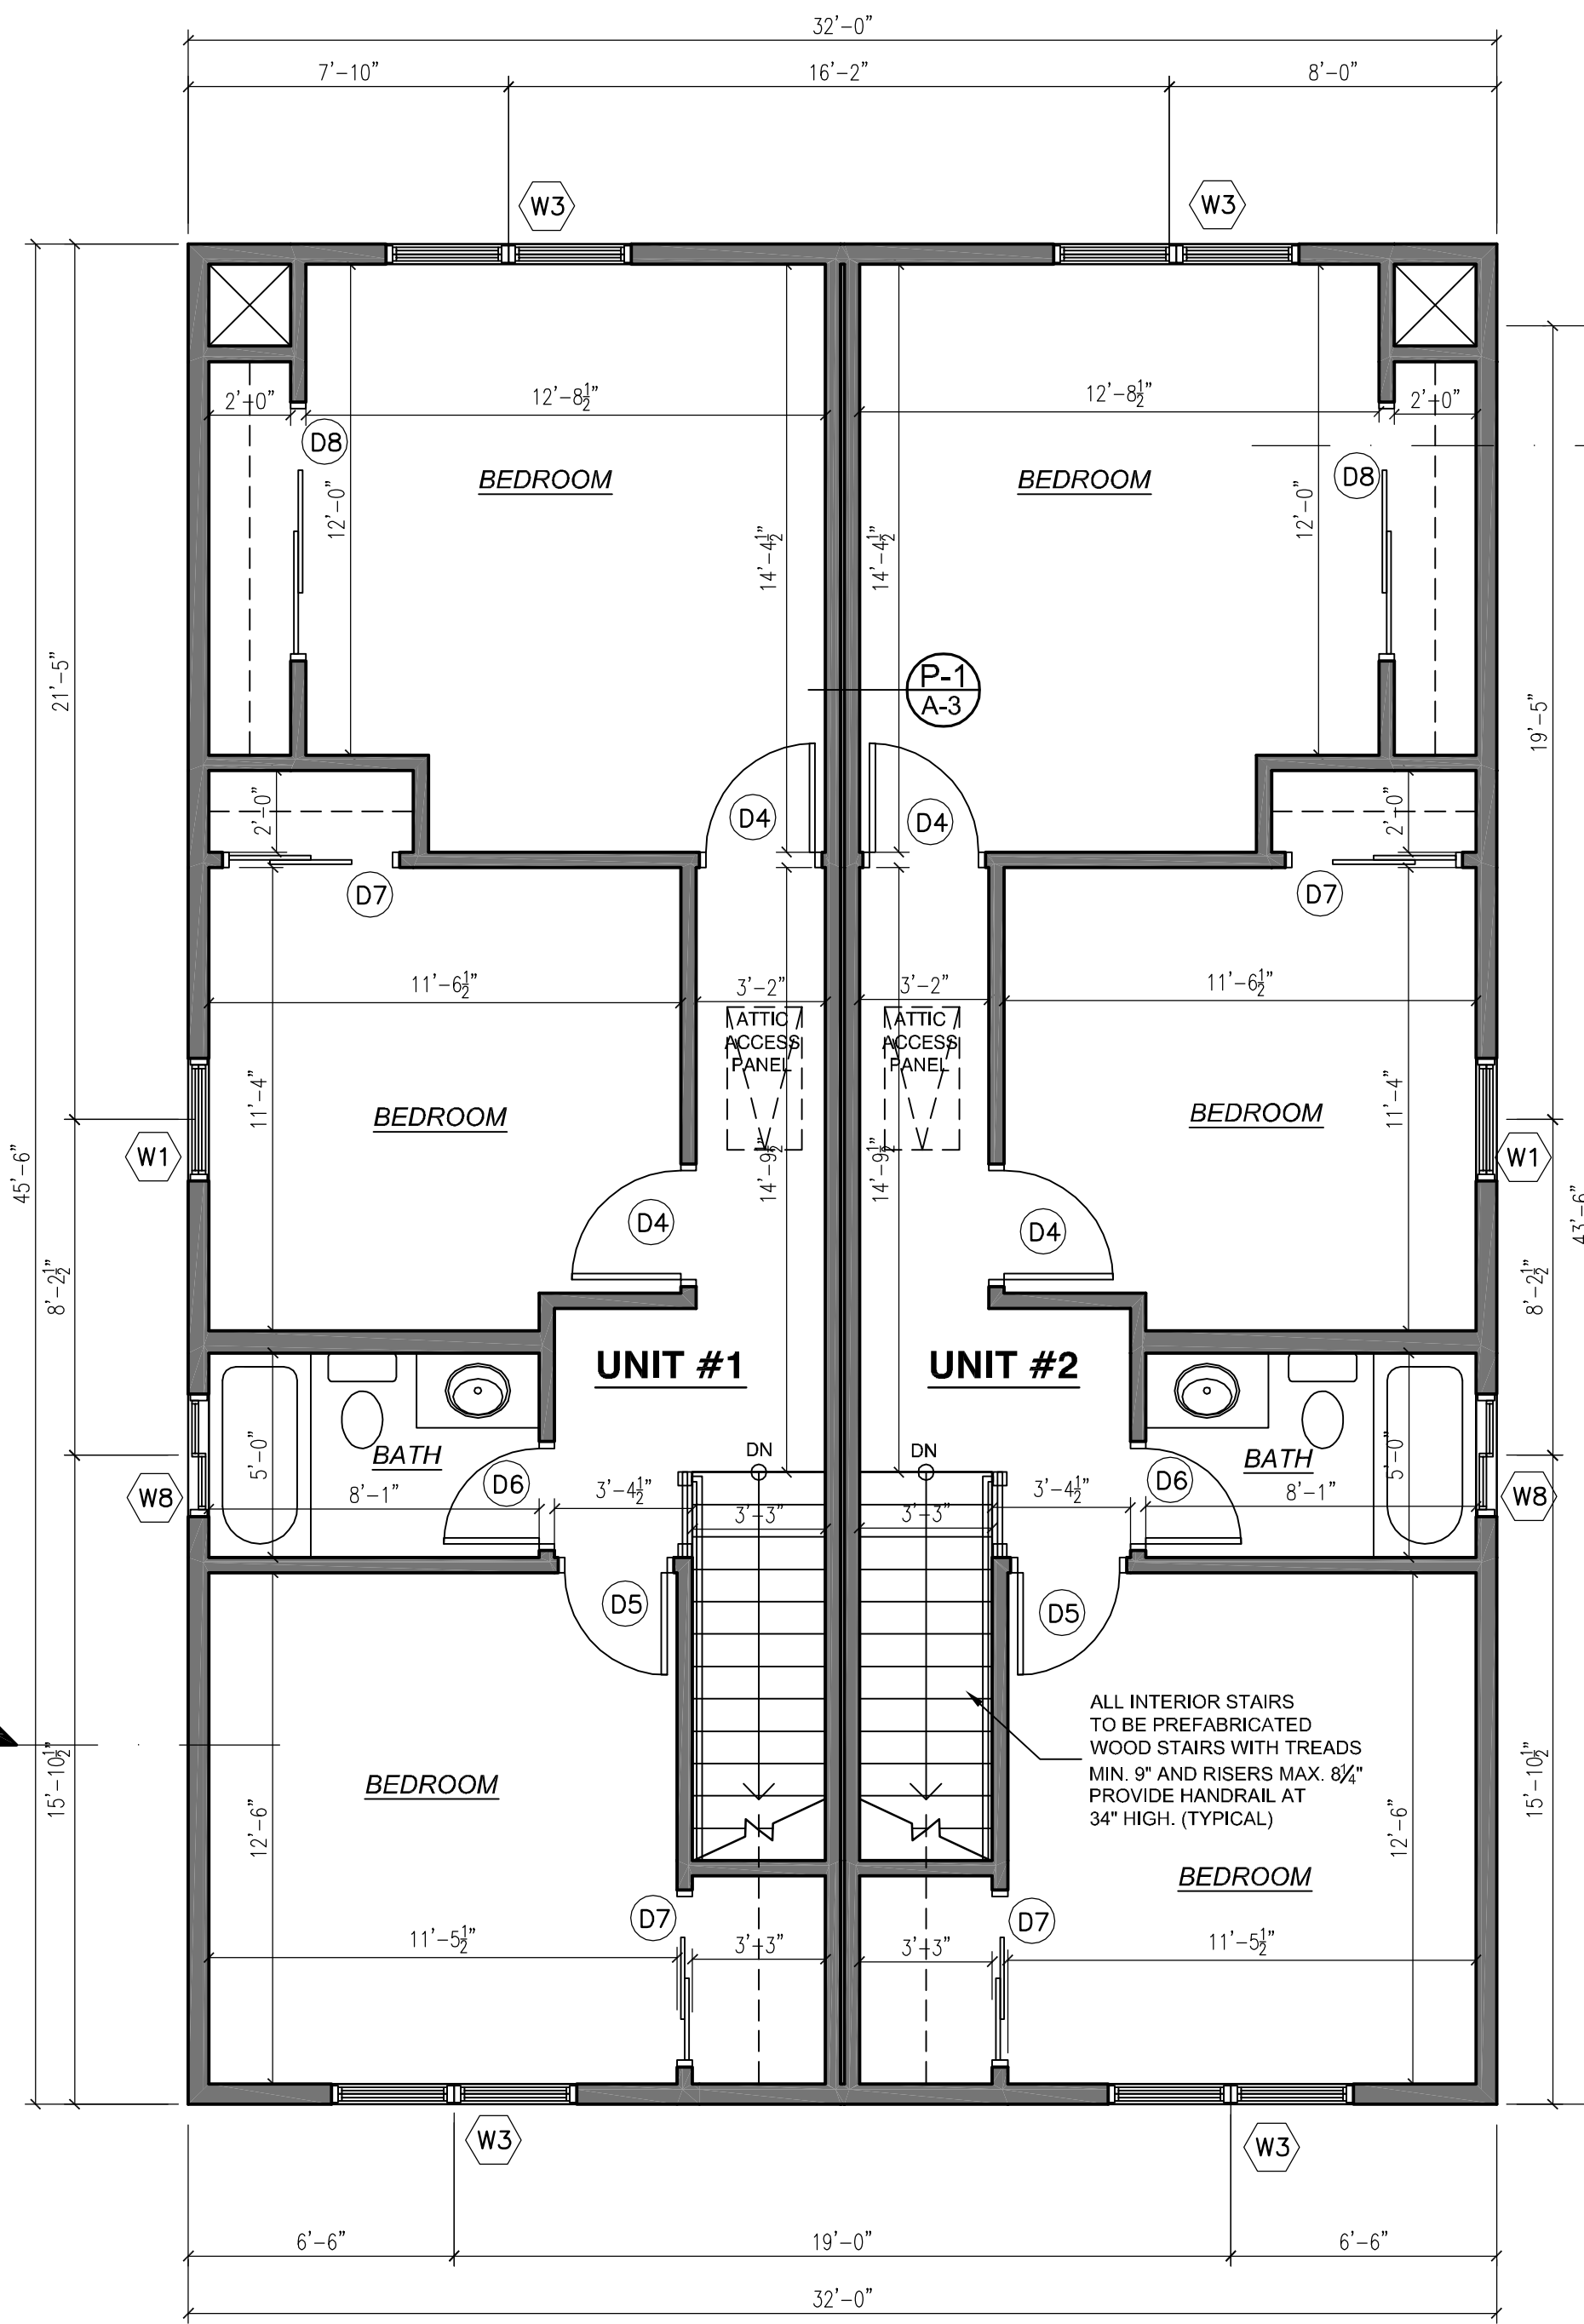 32'-0"
7'-10" 16'-2" 8'-0"
W3 W3
2'-0" 12'-8½" 12'-8½" 2'-0"
D8 D8
BEDROOM BEDROOM
12'-0" 14'-4½" 14'-4½" 12'-0"
21'-5" 19'-5"
P-1
A-3
2'-0" D4 D4 2'-0"
D7 D7
11'-6½" 3'-2" 3'-2" 11'-6½"
ATTIC
ACCESS
PANEL
ATTIC
ACCESS
PANEL
11'-4" 11'-4"
BEDROOM BEDROOM
45'-6" W1 14'-9½" 14'-9½" W1 43'-6"
D4 D4
8'-2½" 8'-2½"
UNIT #1 UNIT #2
DN DN
BATH BATH
5'-0" 5'-0"
W8 8'-1" D6 3'-4½" 3'-3" 3'-3" 3'-4½" D6 8'-1" W8
D5 D5
ALL INTERIOR STAIRS
TO BE PREFABRICATED
WOOD STAIRS WITH TREADS
MIN. 9" AND RISERS MAX. 8¼"
PROVIDE HANDRAIL AT
34" HIGH. (TYPICAL)
15'-10½" 15'-10½"
BEDROOM
12'-6" 12'-6"
BEDROOM
D7 D7
11'-5½" 3'-3" 3'-3" 11'-5½"
W3 W3
6'-6" 19'-0" 6'-6"
32'-0"